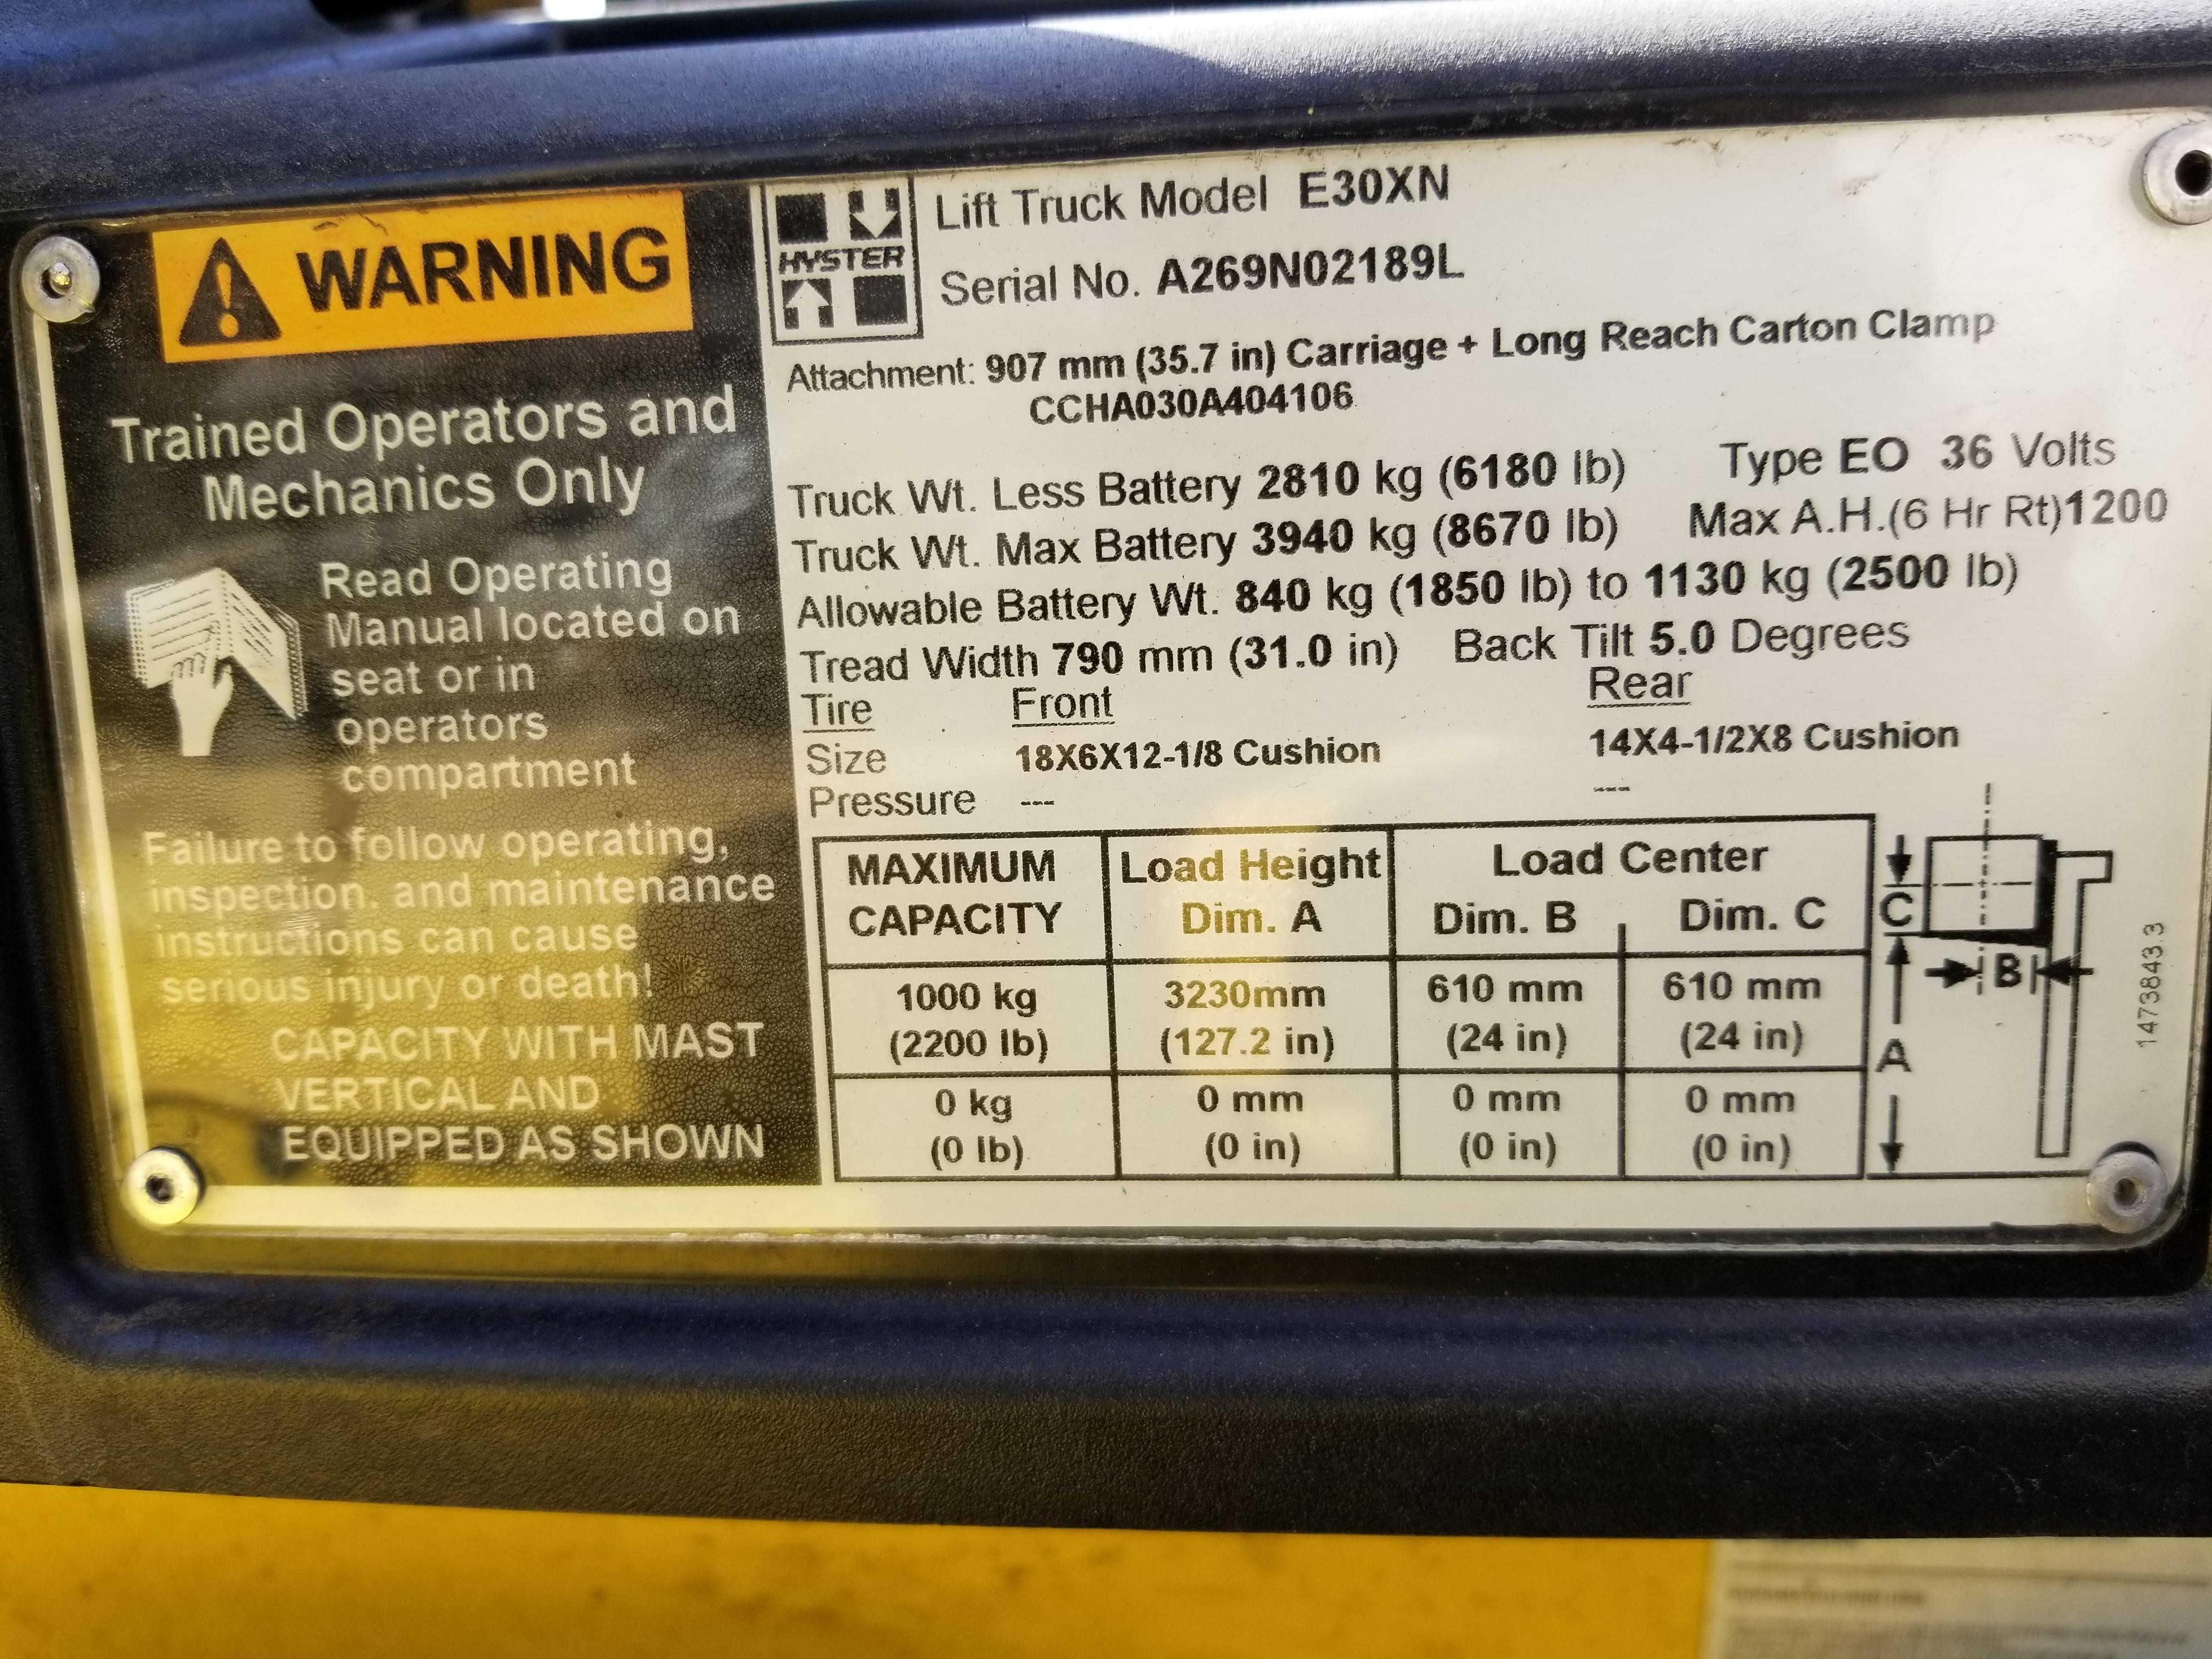 WARNING
Trained Operators and
Mechanics Only
Read Operating
Manual located on
seat or in
operators
compartment
Failure to follow operating,
inspection, and maintenance
instructions can cause
serious injury or death!
CAPACITY WITH MAST
VERTICAL AND
EQUIPPED AS SHOWN
HYSTER
Lift Truck Model E30XN
Serial No. A269N02189L
Attachment: 907 mm (35.7 in) Carriage + Long Reach Carton Clamp
CCHA030A404106
Truck Wt. Less Battery 2810 kg (6180 lb) Type EO 36 Volts
Truck Wt. Max Battery 3940 kg (8670 lb) Max A.H.(6 Hr Rt)1200
Allowable Battery Wt. 840 kg (1850 lb) to 1130 kg (2500 lb)
Tread Width 790 mm (31.0 in) Back Tilt 5.0 Degrees
Tire Front Rear
Size 18X6X12-1/8 Cushion 14X4-1/2X8 Cushion
Pressure --- ---
MAXIMUM Load Height Load Center
CAPACITY Dim. A Dim. B Dim. C
1000 kg 3230mm 610 mm 610 mm
(2200 lb) (127.2 in) (24 in) (24 in)
0 kg 0 mm 0 mm 0 mm
(0 lb) (0 in) (0 in) (0 in)
C
B
A
1473843.3